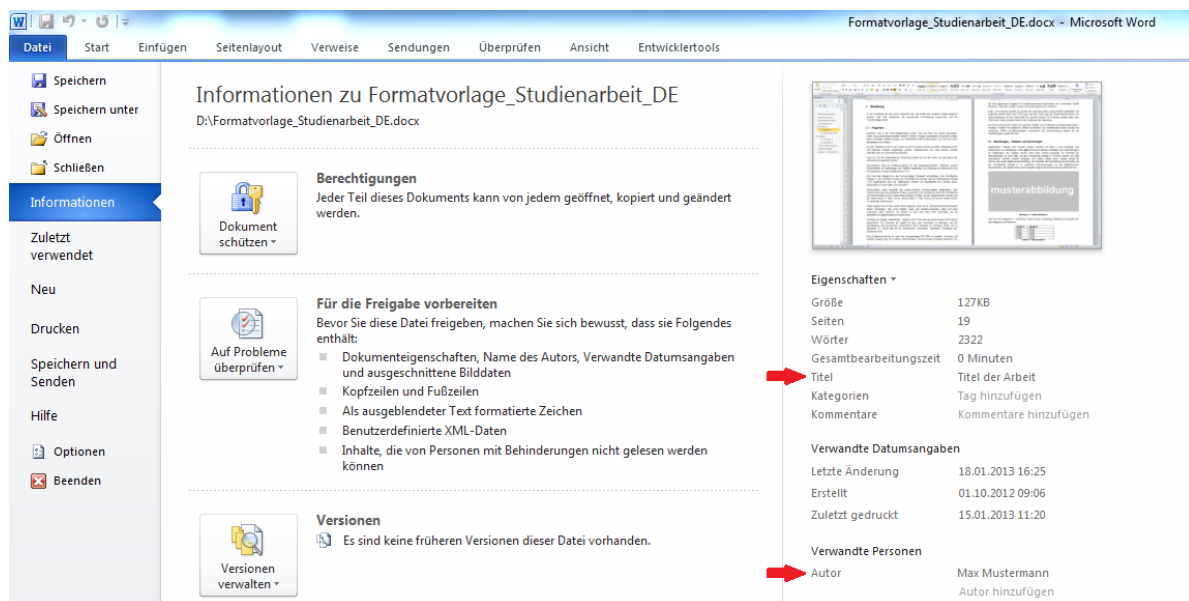 Formatvorlage_Studienarbeit_DE.docx - Microsoft Word
Datei Start Einfügen Seitenlayout Verweise Sendungen Überprüfen Ansicht Entwicklertools
Speichern
Speichern unter
Öffnen
Schließen
Informationen
Zuletzt
verwendet
Neu
Drucken
Speichern und
Senden
Hilfe
Optionen
Beenden
Informationen zu Formatvorlage_Studienarbeit_DE
D:\Formatvorlage_Studienarbeit_DE.docx
Dokument
schützen
Berechtigungen
Jeder Teil dieses Dokuments kann von jedem geöffnet, kopiert und geändert
werden.
Auf Probleme
überprüfen
Für die Freigabe vorbereiten
Bevor Sie diese Datei freigeben, machen Sie sich bewusst, dass sie Folgendes
enthält:
Dokumenteigenschaften, Name des Autors, Verwandte Datumsangaben
und ausgeschnittene Bilddaten
Kopfzeilen und Fußzeilen
Als ausgeblendeter Text formatierte Zeichen
Benutzerdefinierte XML-Daten
Inhalte, die von Personen mit Behinderungen nicht gelesen werden
können
Versionen
verwalten
Versionen
Es sind keine früheren Versionen dieser Datei vorhanden.
musterabbildung
Eigenschaften
Größe 127KB
Seiten 19
Wörter 2322
Gesamtbearbeitungszeit 0 Minuten
Titel Titel der Arbeit
Kategorien Tag hinzufügen
Kommentare Kommentare hinzufügen
Verwandte Datumsangaben
Letzte Änderung 18.01.2013 16:25
Erstellt 01.10.2012 09:06
Zuletzt gedruckt 15.01.2013 11:20
Verwandte Personen
Autor Max Mustermann
Autor hinzufügen